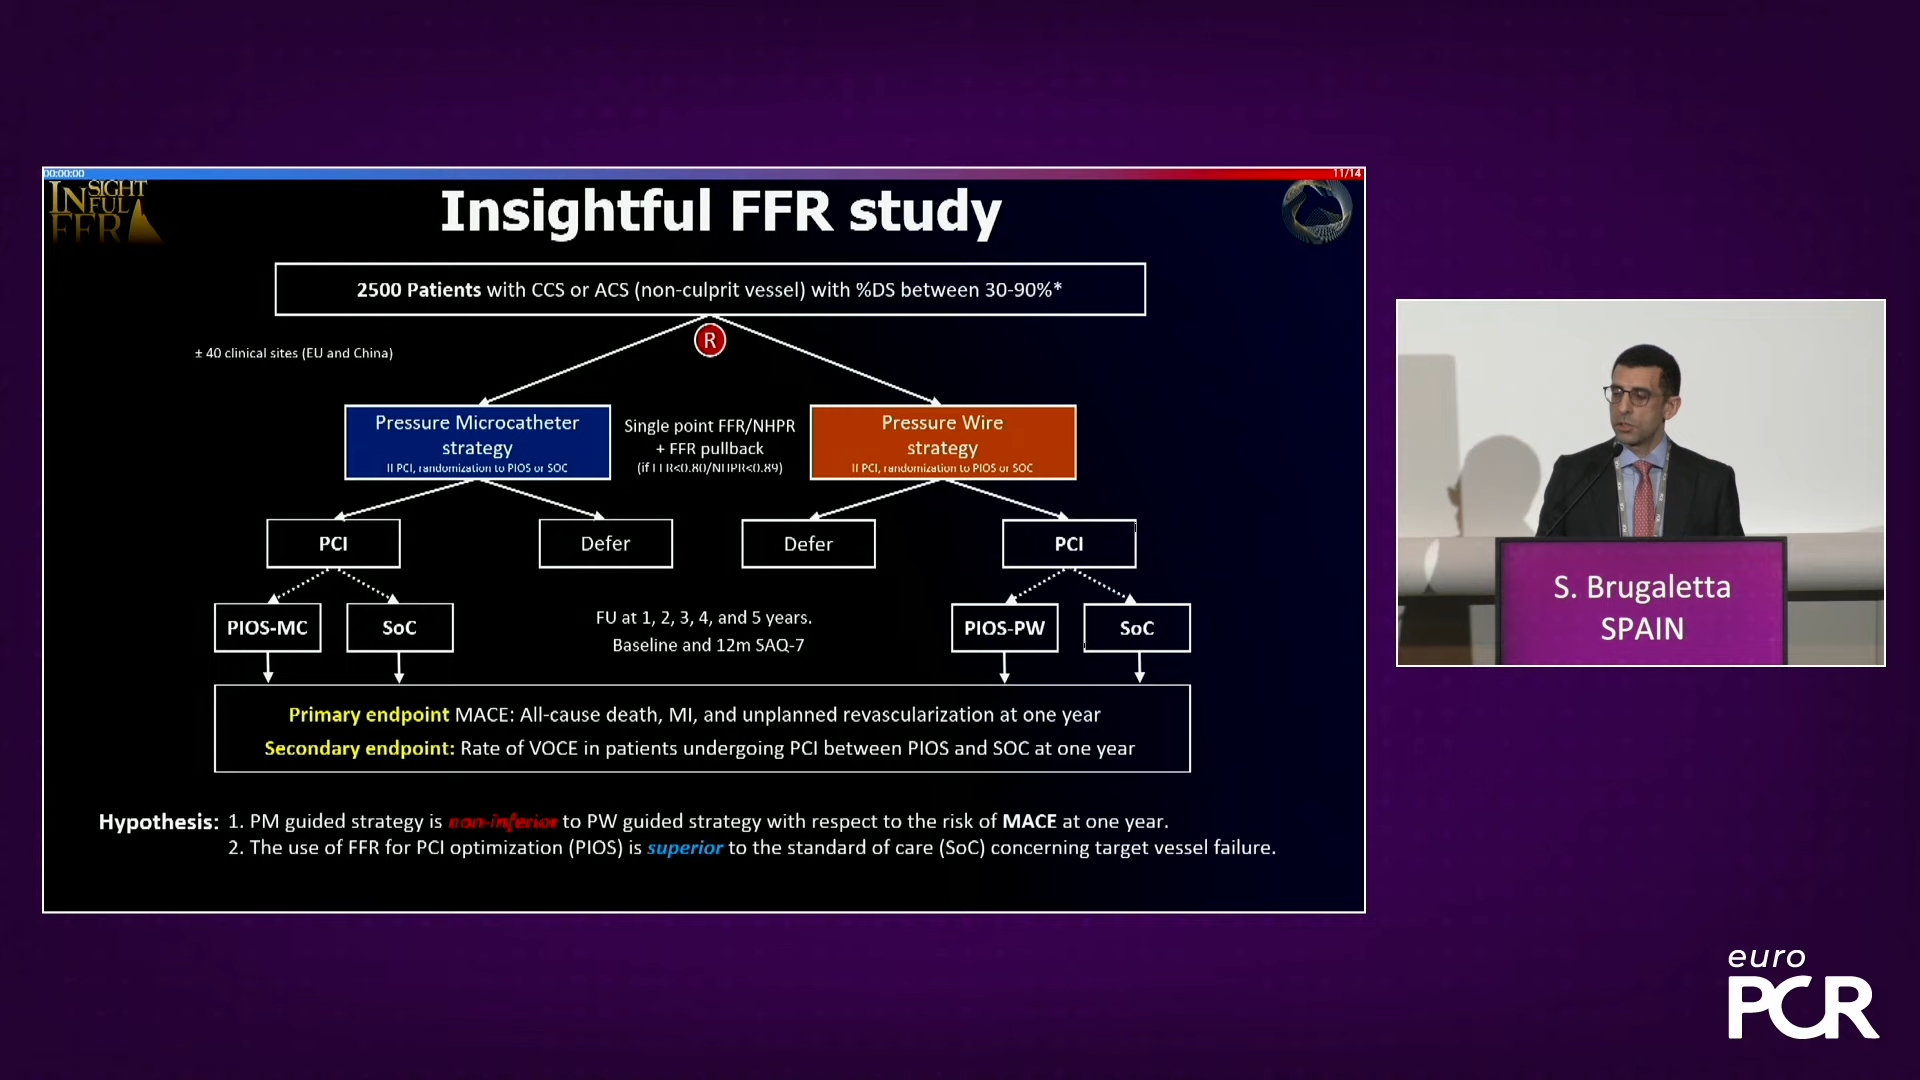 00:00:00
11/14
INSIGHTFUL FFR
Insightful FFR study
2500 Patients with CCS or ACS (non-culprit vessel) with %DS between 30-90%*
R
± 40 clinical sites (EU and China)
Pressure Microcatheter
strategy
If PCI, randomization to PIOS or SOC
Single point FFR/NHPR
+ FFR pullback
(if FFR<0.80/NHPR<0.89)
Pressure Wire
strategy
If PCI, randomization to PIOS or SOC
PCI
Defer
Defer
PCI
PIOS-MC
SoC
FU at 1, 2, 3, 4, and 5 years.
Baseline and 12m SAQ-7
PIOS-PW
SoC
Primary endpoint MACE: All-cause death, MI, and unplanned revascularization at one year
Secondary endpoint: Rate of VOCE in patients undergoing PCI between PIOS and SOC at one year
Hypothesis: 1. PM guided strategy is non-inferior to PW guided strategy with respect to the risk of MACE at one year.
2. The use of FFR for PCI optimization (PIOS) is superior to the standard of care (SoC) concerning target vessel failure.
S. Brugaletta
SPAIN
euro
PCR